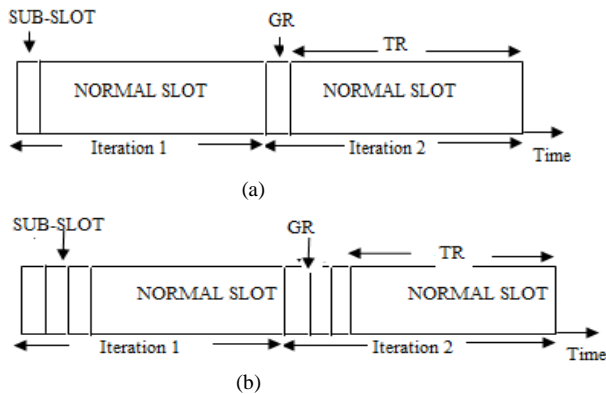 SUB-SLOT
GR
TR
NORMAL SLOT
NORMAL SLOT
Iteration 1
Iteration 2
Time
(a)
SUB-SLOT
GR
TR
NORMAL SLOT
NORMAL SLOT
Iteration 1
Iteration 2
Time
(b)